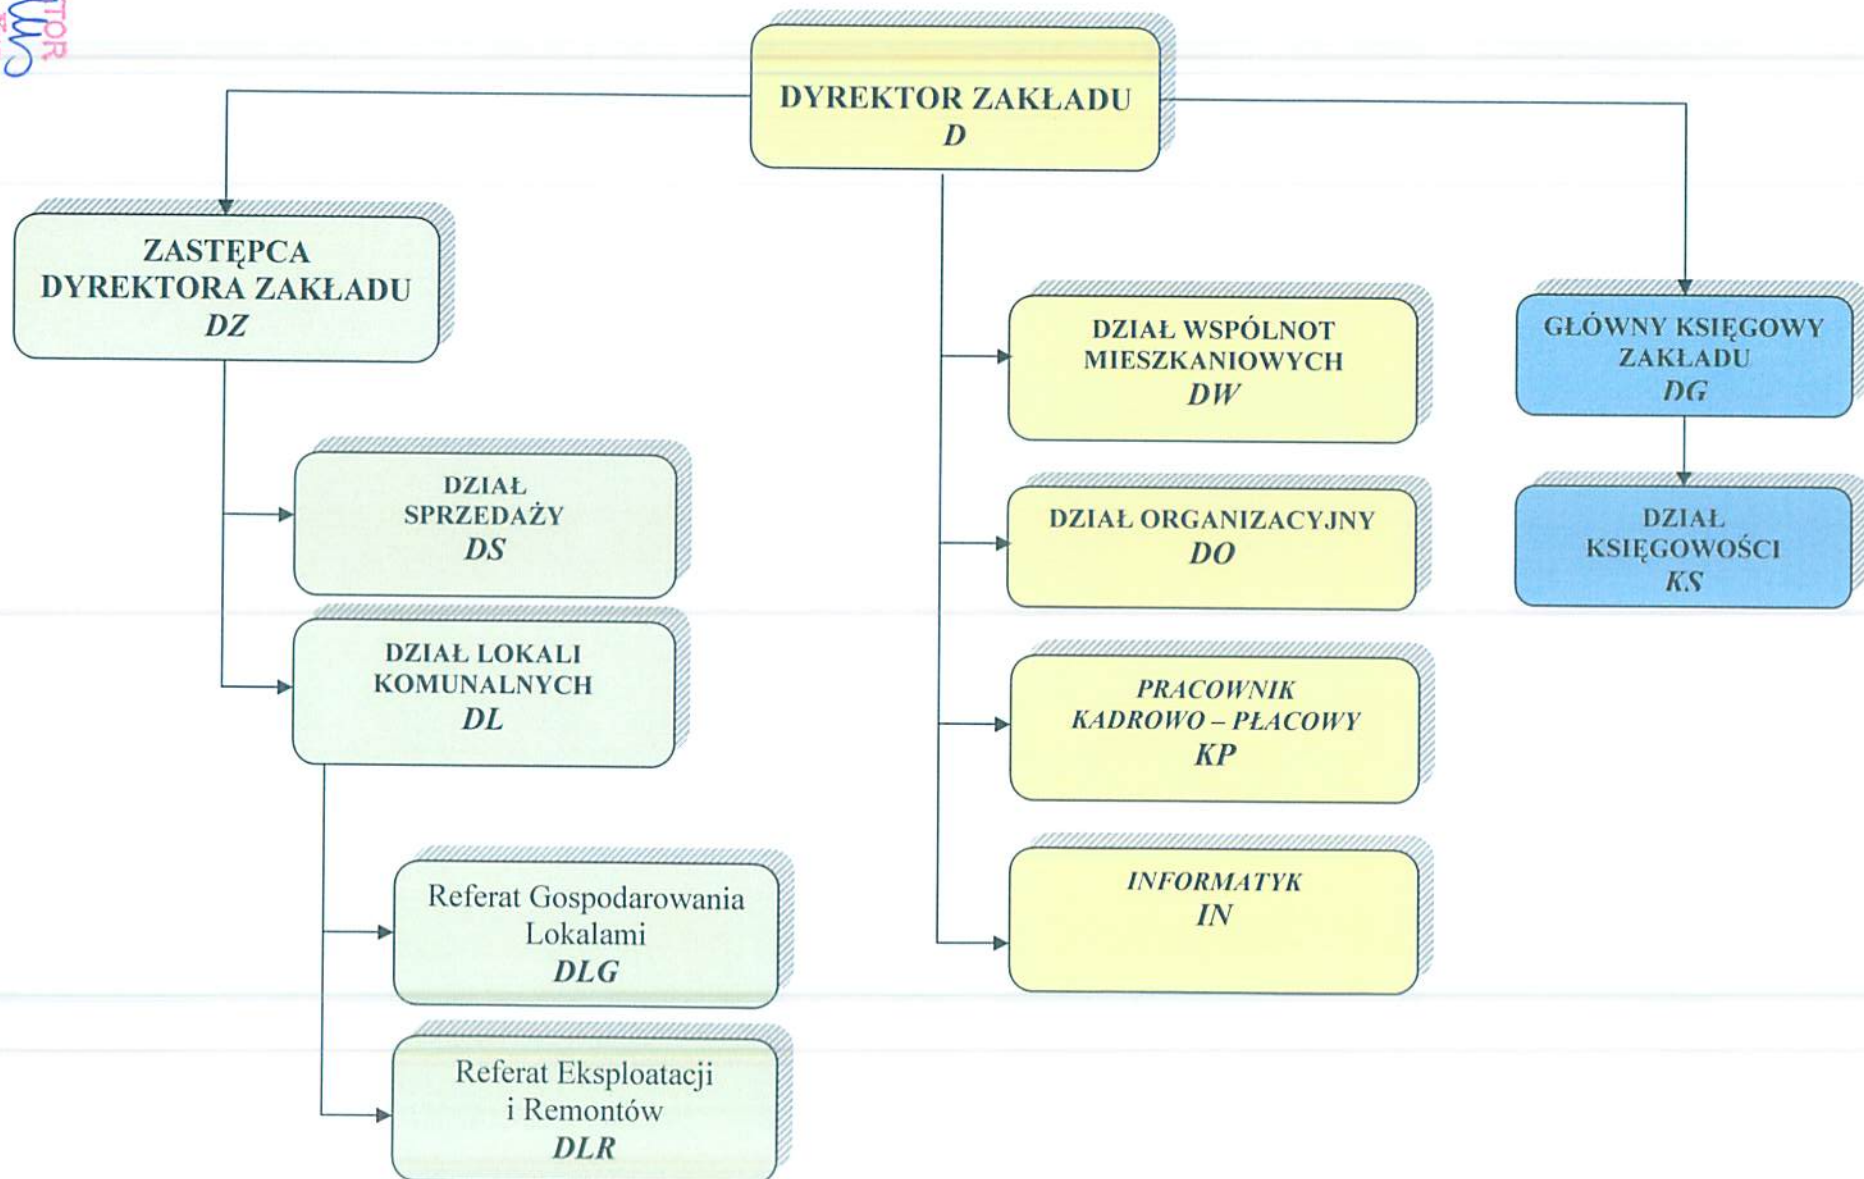 TOR
DYREKTOR ZAKŁADU
D
ZASTĘPCA
DYREKTORA ZAKŁADU
DZ
DZIAŁ
SPRZEDAŻY
DS
DZIAŁ LOKALI
KOMUNALNYCH
DL
Referat Gospodarowania
Lokalami
DLG
Referat Eksploatacji
i Remontów
DLR
DZIAŁ WSPÓLNOT
MIESZKANIOWYCH
DW
DZIAŁ ORGANIZACYJNY
DO
PRACOWNIK
KADROWO – PŁACOWY
KP
INFORMATYK
IN
GŁÓWNY KSIĘGOWY
ZAKŁADU
DG
DZIAŁ
KSIĘGOWOŚCI
KS